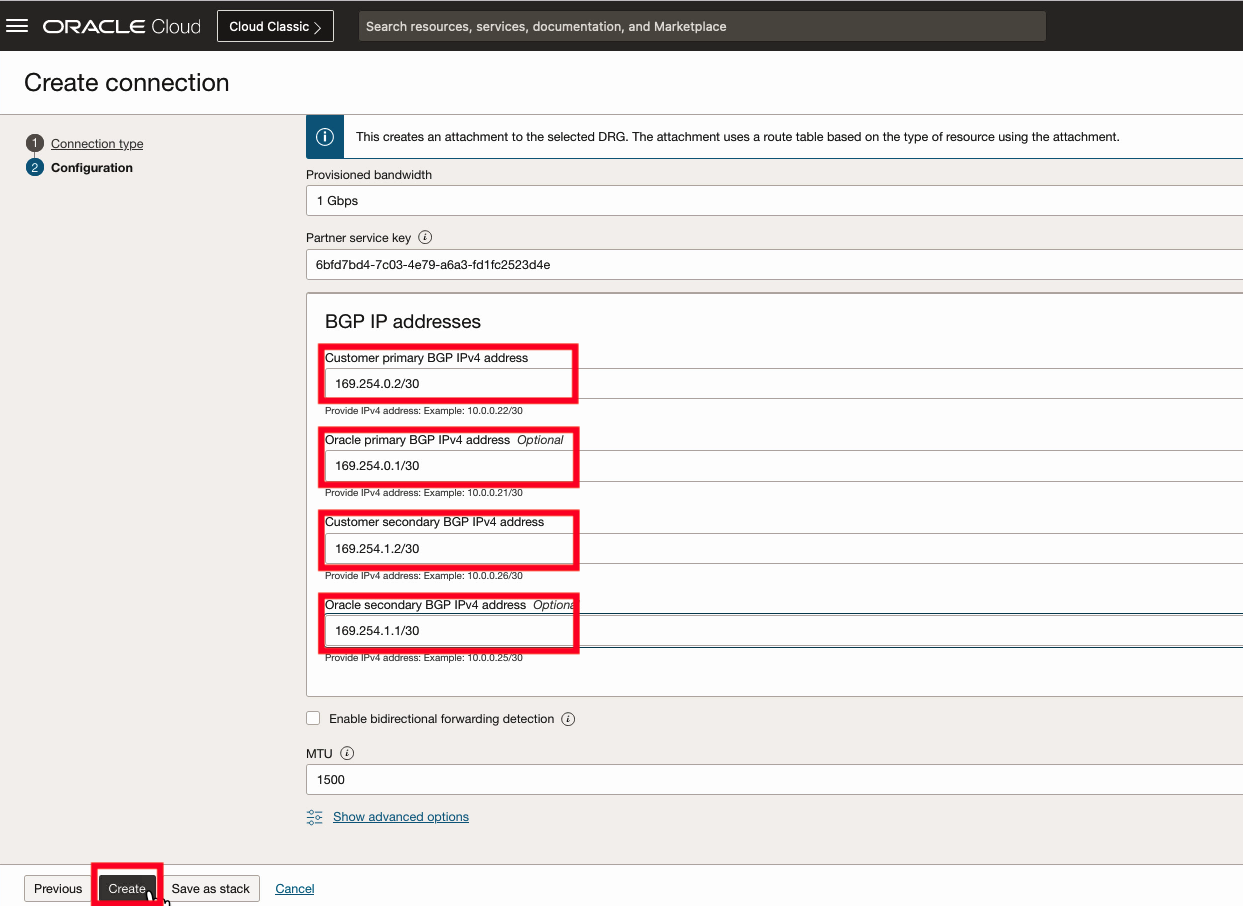 ORACLE Cloud
Cloud Classic
Search resources, services, documentation, and Marketplace
Create connection
1 Connection type
2 Configuration
This creates an attachment to the selected DRG. The attachment uses a route table based on the type of resource using the attachment.
Provisioned bandwidth
1 Gbps
Partner service key
6bfd7bd4-7c03-4e79-a6a3-fd1fc2523d4e
BGP IP addresses
Customer primary BGP IPv4 address
169.254.0.2/30
Provide IPv4 address: Example: 10.0.0.22/30
Oracle primary BGP IPv4 address Optional
169.254.0.1/30
Provide IPv4 address: Example: 10.0.0.21/30
Customer secondary BGP IPv4 address
169.254.1.2/30
Provide IPv4 address: Example: 10.0.0.26/30
Oracle secondary BGP IPv4 address Optional
169.254.1.1/30
Provide IPv4 address: Example: 10.0.0.25/30
Enable bidirectional forwarding detection
MTU
1500
Show advanced options
Previous Create Save as stack Cancel